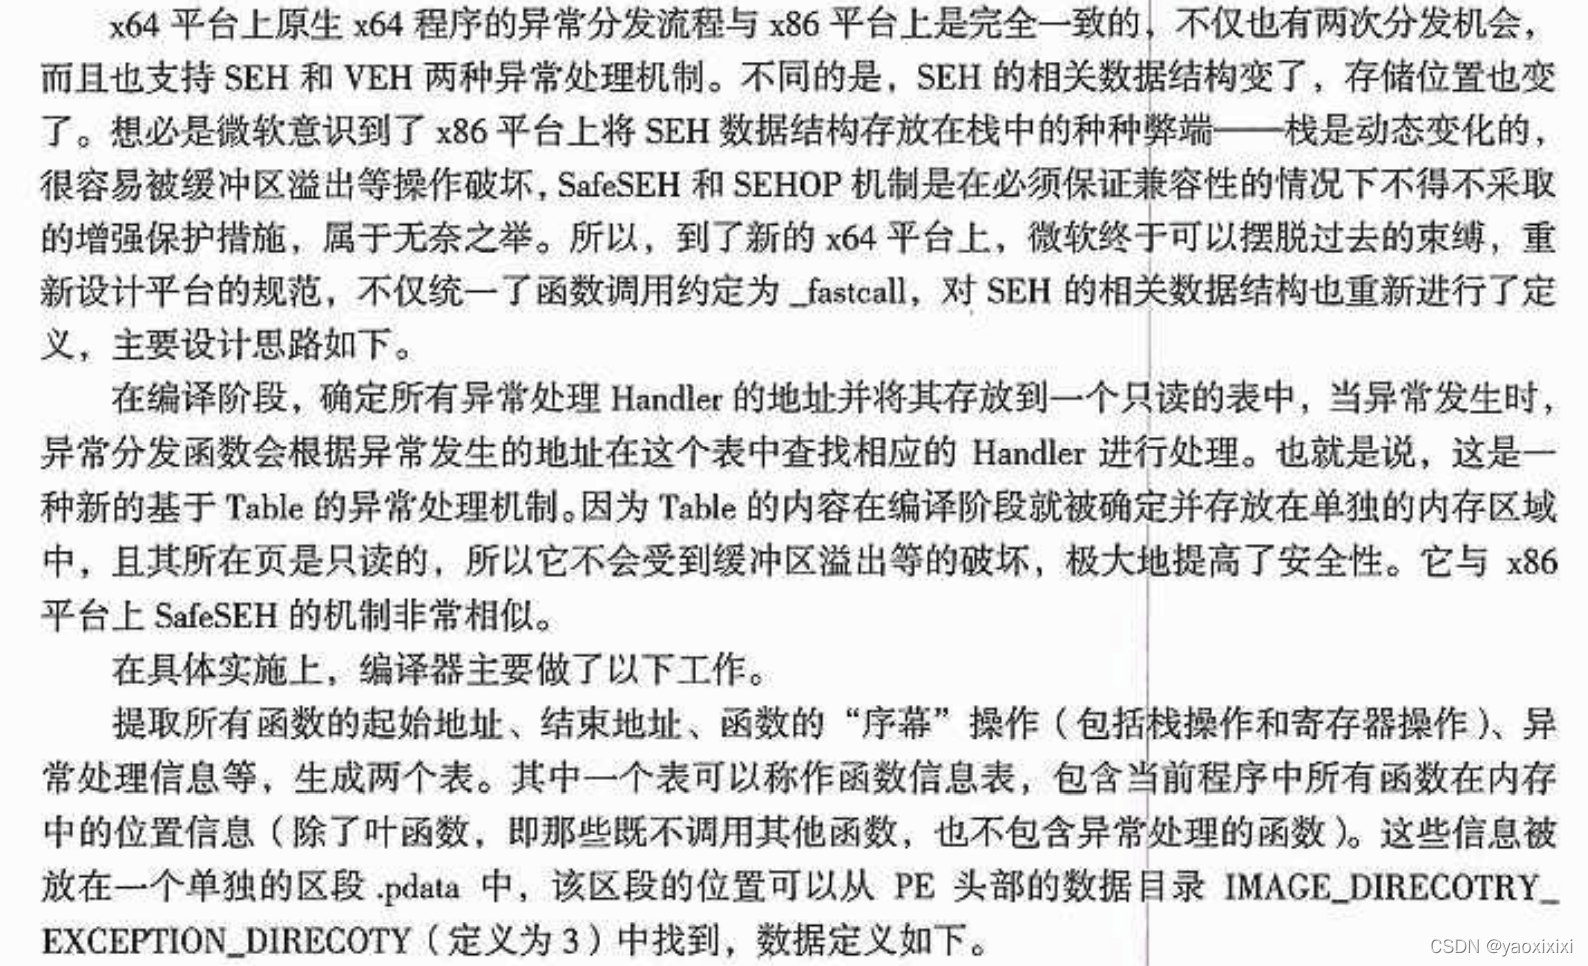 x64 平台上原生 x64 程序的异常分发流程与 x86 平台上是完全一致的，不仅也有两次分发机会，
而且也支持 SEH 和 VEH 两种异常处理机制。不同的是，SEH 的相关数据结构变了，存储位置也变
了。想必是微软意识到了 x86 平台上将 SEH 数据结构存放在栈中的种种弊端——栈是动态变化的，
很容易被缓冲区溢出等操作破坏，SafeSEH 和 SEHOP 机制是在必须保证兼容性的情况下不得不采取
的增强保护措施，属于无奈之举。所以，到了新的 x64 平台上，微软终于可以摆脱过去的束缚，重
新设计平台的规范，不仅统一了函数调用约定为 _fastcall，对 SEH 的相关数据结构也重新进行了定
义，主要设计思路如下。
在编译阶段，确定所有异常处理 Handler 的地址并将其存放到一个只读的表中，当异常发生时，
异常分发函数会根据异常发生的地址在这个表中查找相应的 Handler 进行处理。也就是说，这是一
种新的基于 Table 的异常处理机制。因为 Table 的内容在编译阶段就被确定并存放在单独的内存区域
中，且其所在页是只读的，所以它不会受到缓冲区溢出等的破坏，极大地提高了安全性。它与 x86
平台上 SafeSEH 的机制非常相似。
在具体实施上，编译器主要做了以下工作。
提取所有函数的起始地址、结束地址、函数的“序幕”操作（包括栈操作和寄存器操作）、异
常处理信息等，生成两个表。其中一个表可以称作函数信息表，包含当前程序中所有函数在内存
中的位置信息（除了叶函数，即那些既不调用其他函数，也不包含异常处理的函数）。这些信息被
放在一个单独的区段 .pdata 中，该区段的位置可以从 PE 头部的数据目录 IMAGE_DIRECOTRY_
EXCEPTION_DIRECOTY（定义为 3）中找到，数据定义如下。
CSDN @yaoxixixi